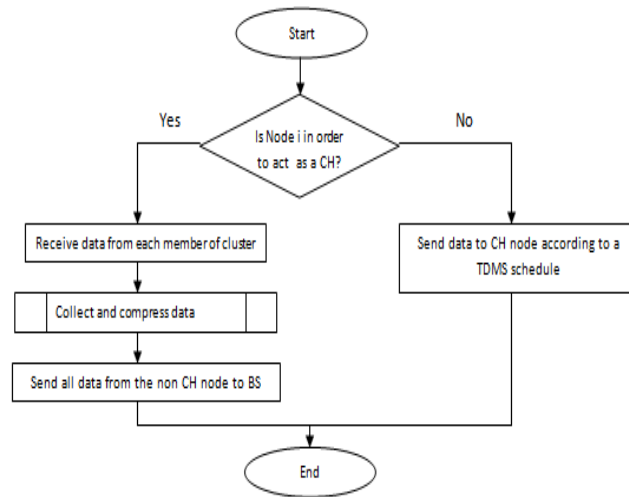 Start
Is Node i in order
to act as a CH?
Yes
No
Receive data from each member of cluster
Collect and compress data
Send all data from the non CH node to BS
Send data to CH node according to a
TDMS schedule
End